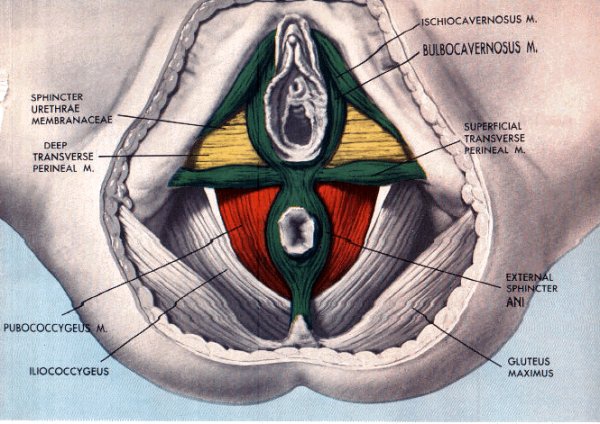 ISCHIOCAVERNOSUS M.
BULBOCAVERNOSUS M.
SPHINCTER
URETHRAE
MEMBRANACEAE
DEEP
TRANSVERSE
PERINEAL M.
SUPERFICIAL
TRANSVERSE
PERINEAL M.
EXTERNAL
SPHINCTER
ANI
PUBOCOCCYGEUS M.
ILIOCOCCYGEUS
GLUTEUS
MAXIMUS